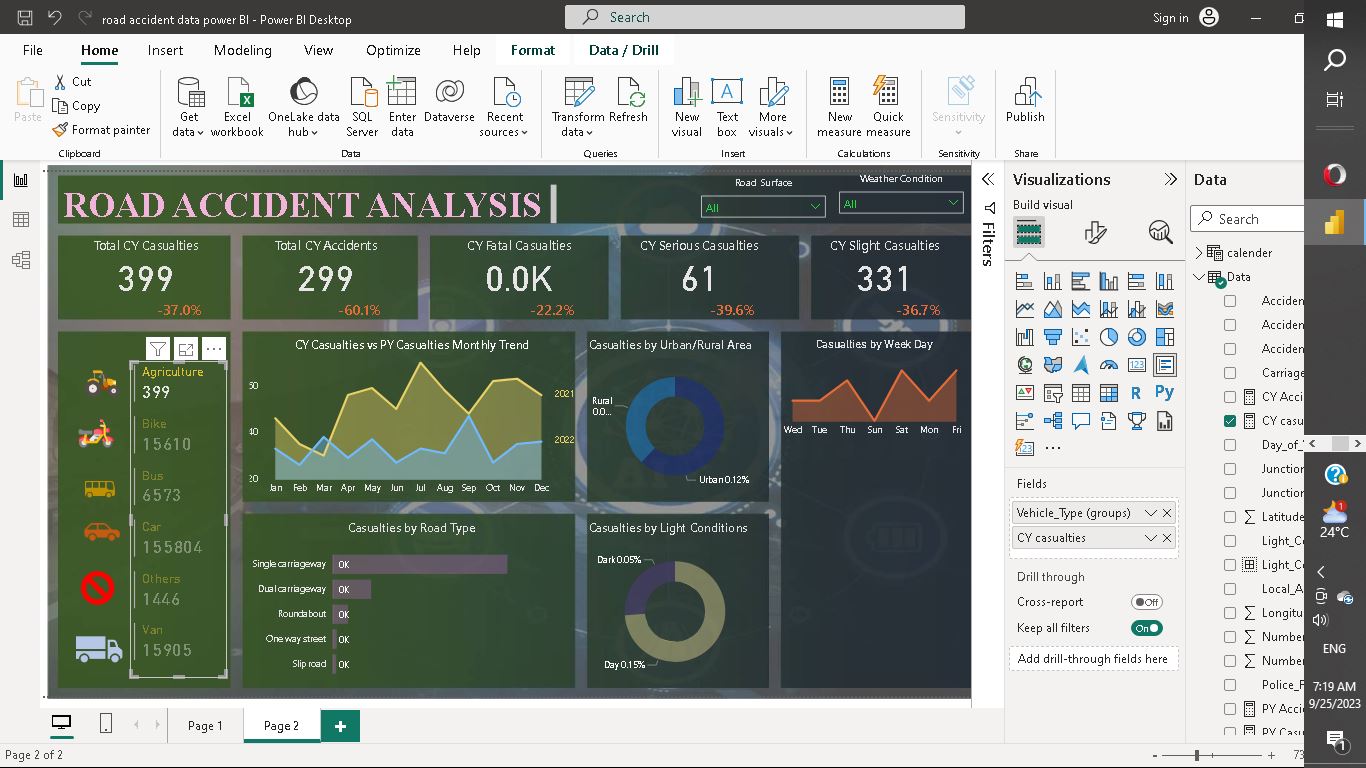 road accident data power BI - Power BI Desktop
Search
Sign in
File Home Insert Modeling View Optimize Help Format Data / Drill
Paste
Cut
Copy
Format painter
Clipboard
Get data
Excel workbook
OneLake data hub
SQL Server
Enter data
Dataverse
Recent sources
Data
Transform data
Refresh
Queries
New visual
Text box
More visuals
Insert
New measure
Quick measure
Calculations
Sensitivity
Sensitivity
Publish
Share
ROAD ACCIDENT ANALYSIS
Road Surface
All
Weather Condition
All
Total CY Casualties
399
-37.0%
Total CY Accidents
299
-60.1%
CY Fatal Casualties
0.0K
-22.2%
CY Serious Casualties
61
-39.6%
CY Slight Casualties
331
-36.7%
Agriculture
399
Bike
15610
Bus
6573
Car
155804
Others
1446
Van
15905
CY Casualties vs PY Casualties Monthly Trend
50
40
20
2021
2022
Jan Feb Mar Apr May Jun Jul Aug Sep Oct Nov Dec
Casualties by Urban/Rural Area
Rural
0.0...
Urban 0.12%
Casualties by Week Day
Wed Tue Thu Sun Sat Mon Fri
Casualties by Road Type
Single carriageway 0K
Dual carriageway 0K
Roundabout 0K
One way street 0K
Slip road 0K
Casualties by Light Conditions
Dark 0.05%
Day 0.15%
Filters
Visualizations
Build visual
R Py
123
Fields
Vehicle_Type (groups)
CY casualties
Drill through
Cross-report Off
Keep all filters On
Add drill-through fields here
Data
Search
calender
Data
Acciden
Acciden
Acciden
Carriage
CY Acci
CY casu
Day_of_
Junction
Junction
Latitude
Light_C
Light_Co
Local_A
Longitu
Numbe
Number
Police_F
PY Acci
PY Casu
1
24°C
ENG
7:19 AM
9/25/2023
1
Page 1 Page 2 +
Page 2 of 2
- + 73